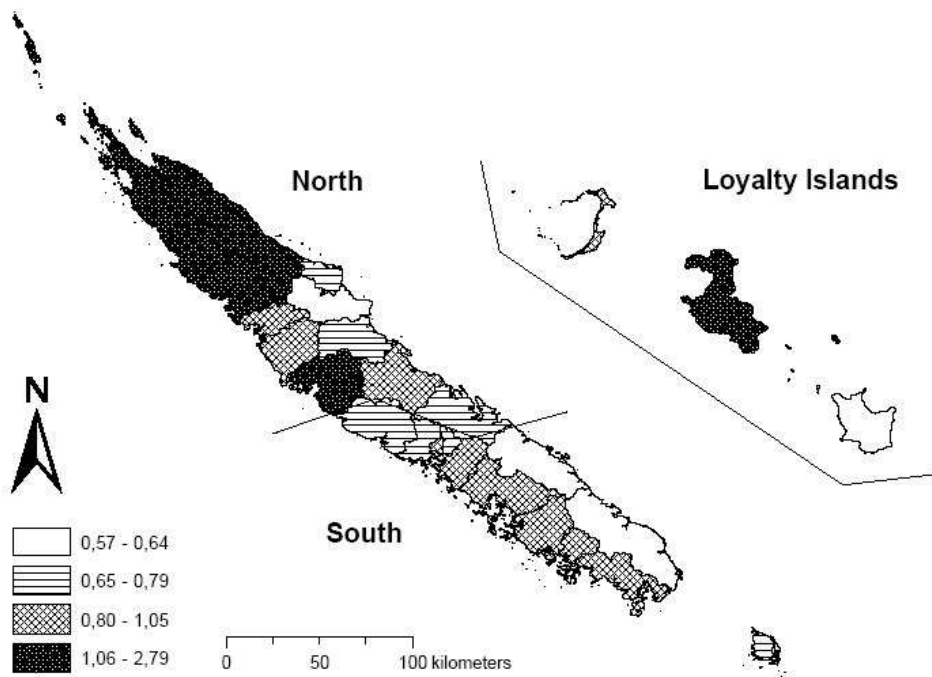 North
Loyalty Islands
N
South
0,57 - 0,64
0,65 - 0,79
0,80 - 1,05
1,06 - 2,79
0 50 100 kilometers